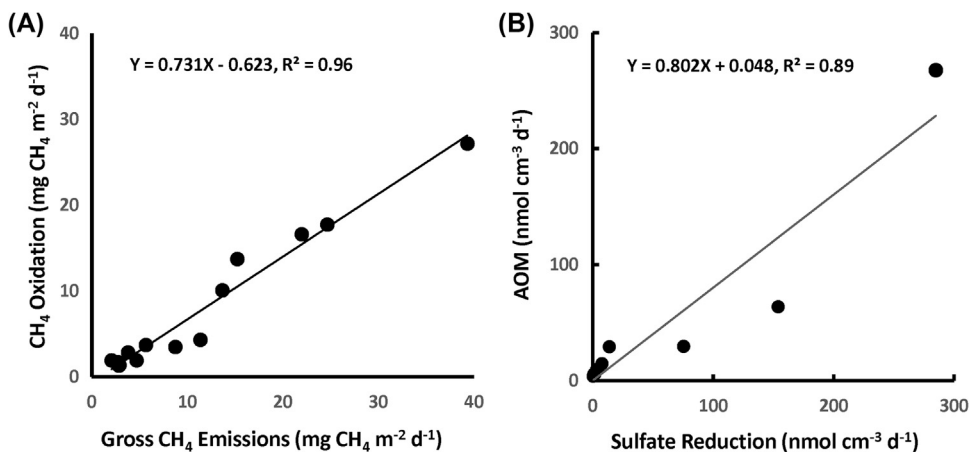 (A)
Y = 0.731X - 0.623, R² = 0.96
CH₄ Oxidation (mg CH₄ m⁻² d⁻¹)
40
30
20
10
0
0 10 20 30 40
Gross CH₄ Emissions (mg CH₄ m⁻² d⁻¹)
(B)
Y = 0.802X + 0.048, R² = 0.89
AOM (nmol cm⁻³ d⁻¹)
300
200
100
0
0 100 200 300
Sulfate Reduction (nmol cm⁻³ d⁻¹)